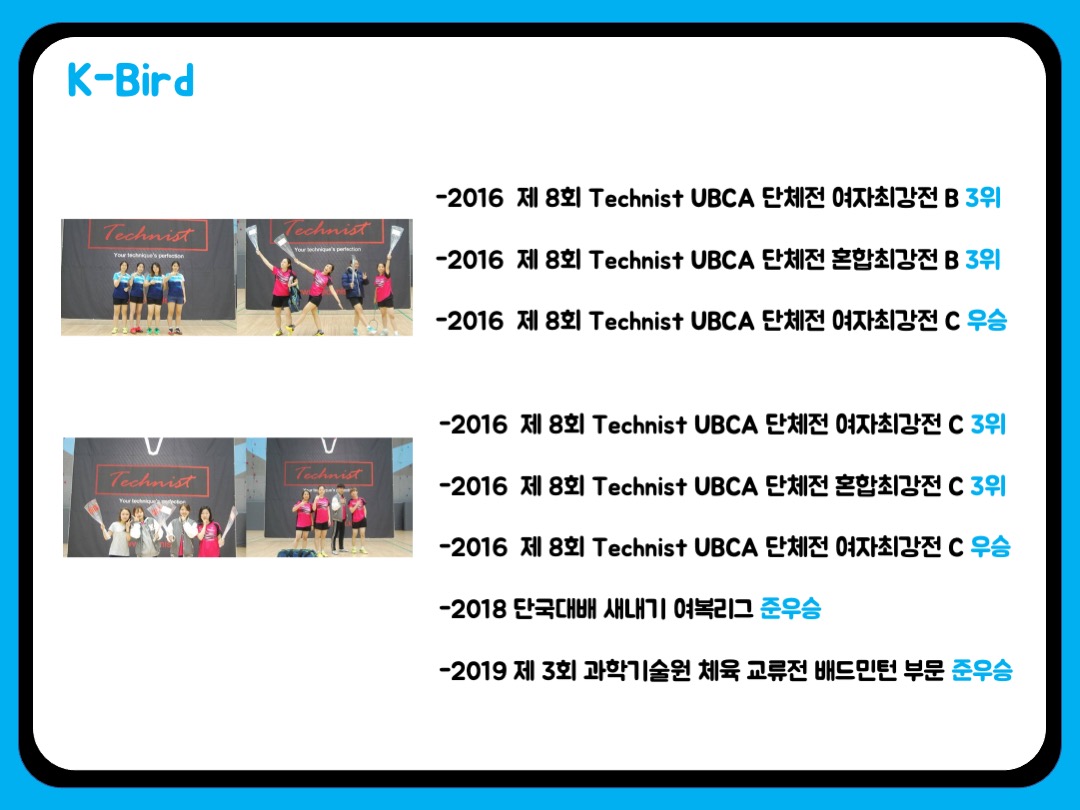 K-Bird
-2016 제 8회 Technist UBCA 단체전 여자최강전 B 3위
-2016 제 8회 Technist UBCA 단체전 혼합최강전 B 3위
-2016 제 8회 Technist UBCA 단체전 여자최강전 C 우승
Technist
Your technique's perfection
Technist
Your technique's perfection
-2016 제 8회 Technist UBCA 단체전 여자최강전 C 3위
-2016 제 8회 Technist UBCA 단체전 혼합최강전 C 3위
-2016 제 8회 Technist UBCA 단체전 여자최강전 C 우승
-2018 단국대배 새내기 여복리그 준우승
-2019 제 3회 과학기술원 체육 교류전 배드민턴 부문 준우승
Technist
Your technique's perfection
Technist